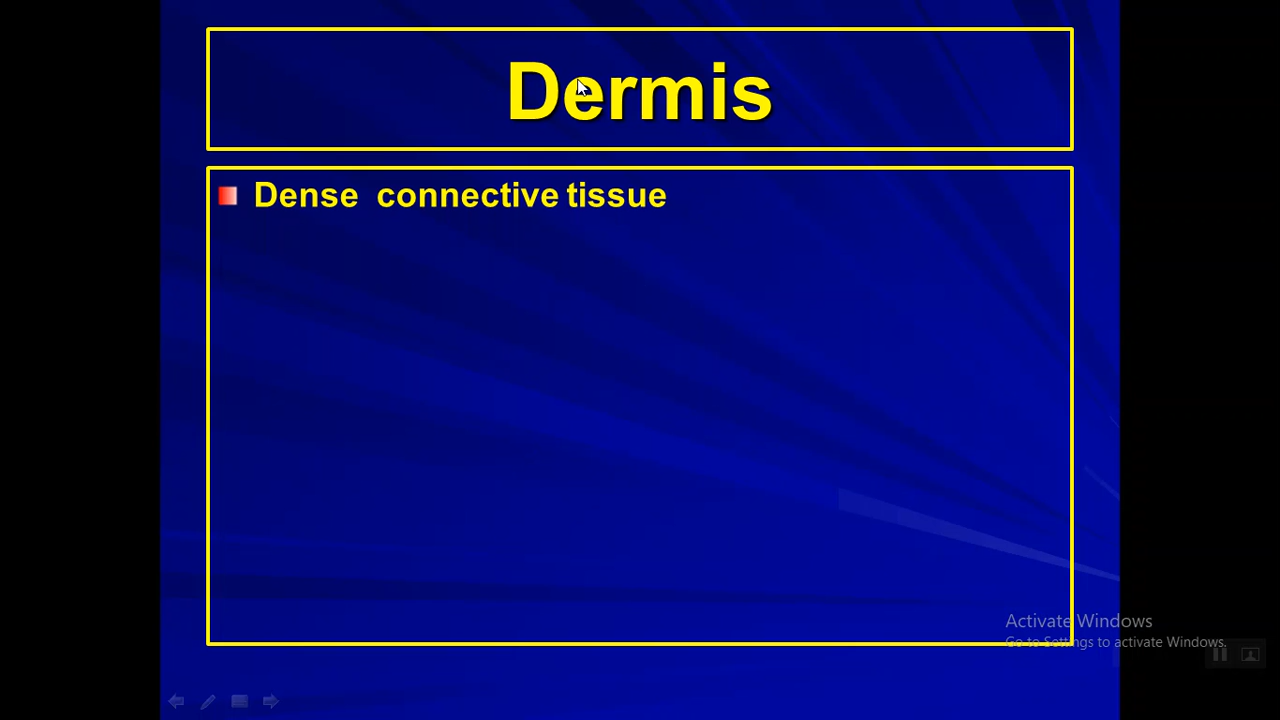 Dermis
Dense connective tissue
Activate Windows
Go to Settings to activate Windows.